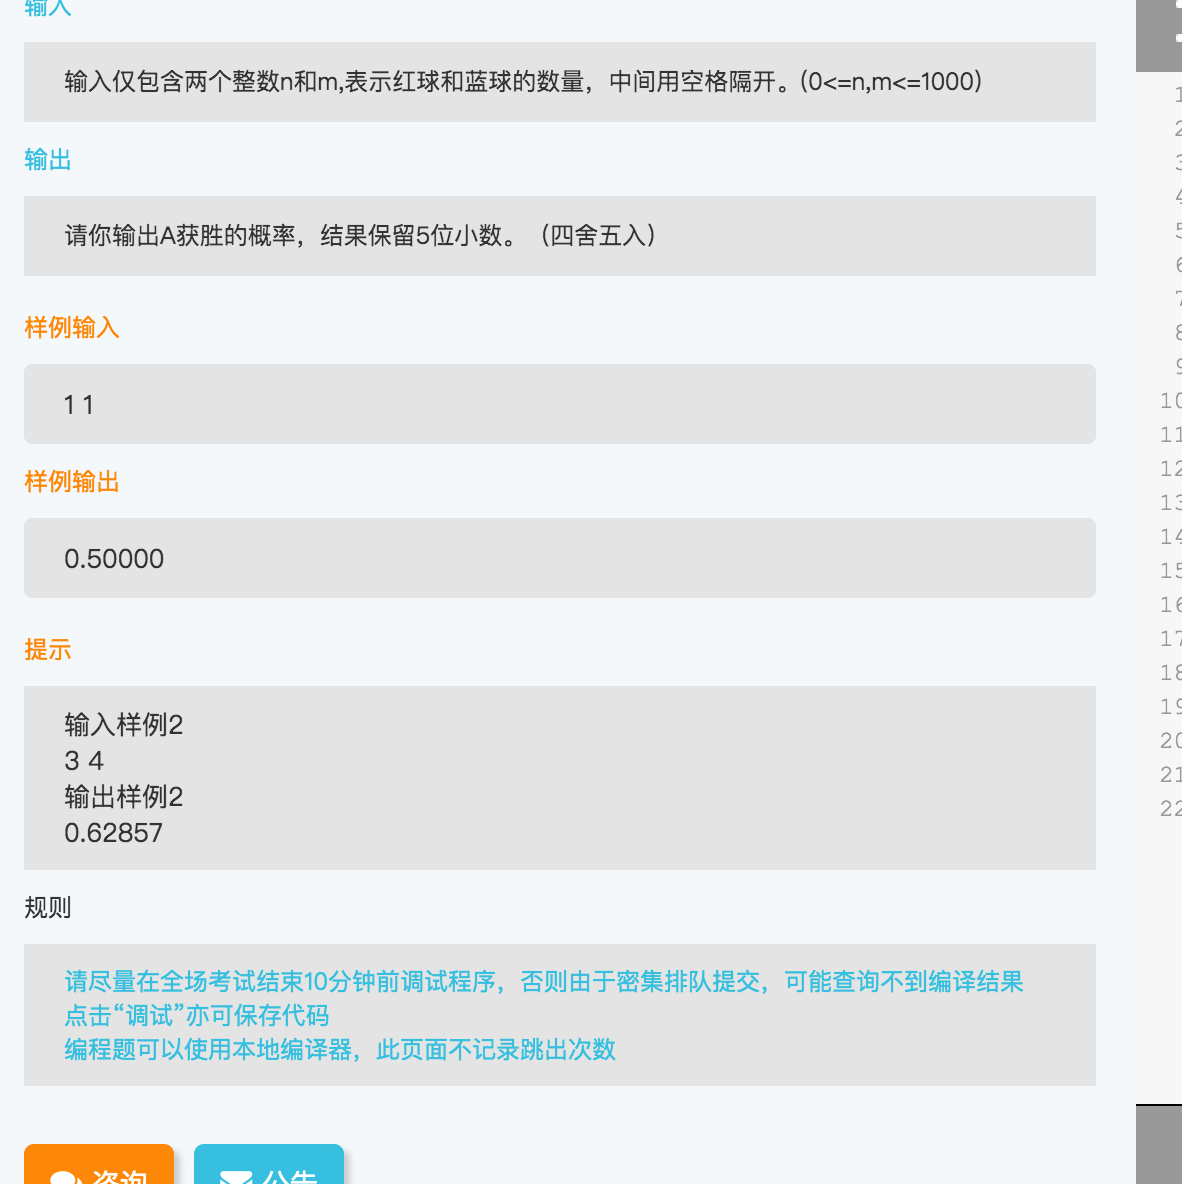 输入
输入仅包含两个整数n和m,表示红球和蓝球的数量，中间用空格隔开。(0<=n,m<=1000)
输出
请你输出A获胜的概率，结果保留5位小数。（四舍五入）
样例输入
1 1
样例输出
0.50000
提示
输入样例2
3 4
输出样例2
0.62857
规则
请尽量在全场考试结束10分钟前调试程序，否则由于密集排队提交，可能查询不到编译结果
点击“调试”亦可保存代码
编程题可以使用本地编译器，此页面不记录跳出次数
咨询 公告
1
2
3
4
5
6
7
8
9
10
11
12
13
14
15
16
17
18
19
20
21
22